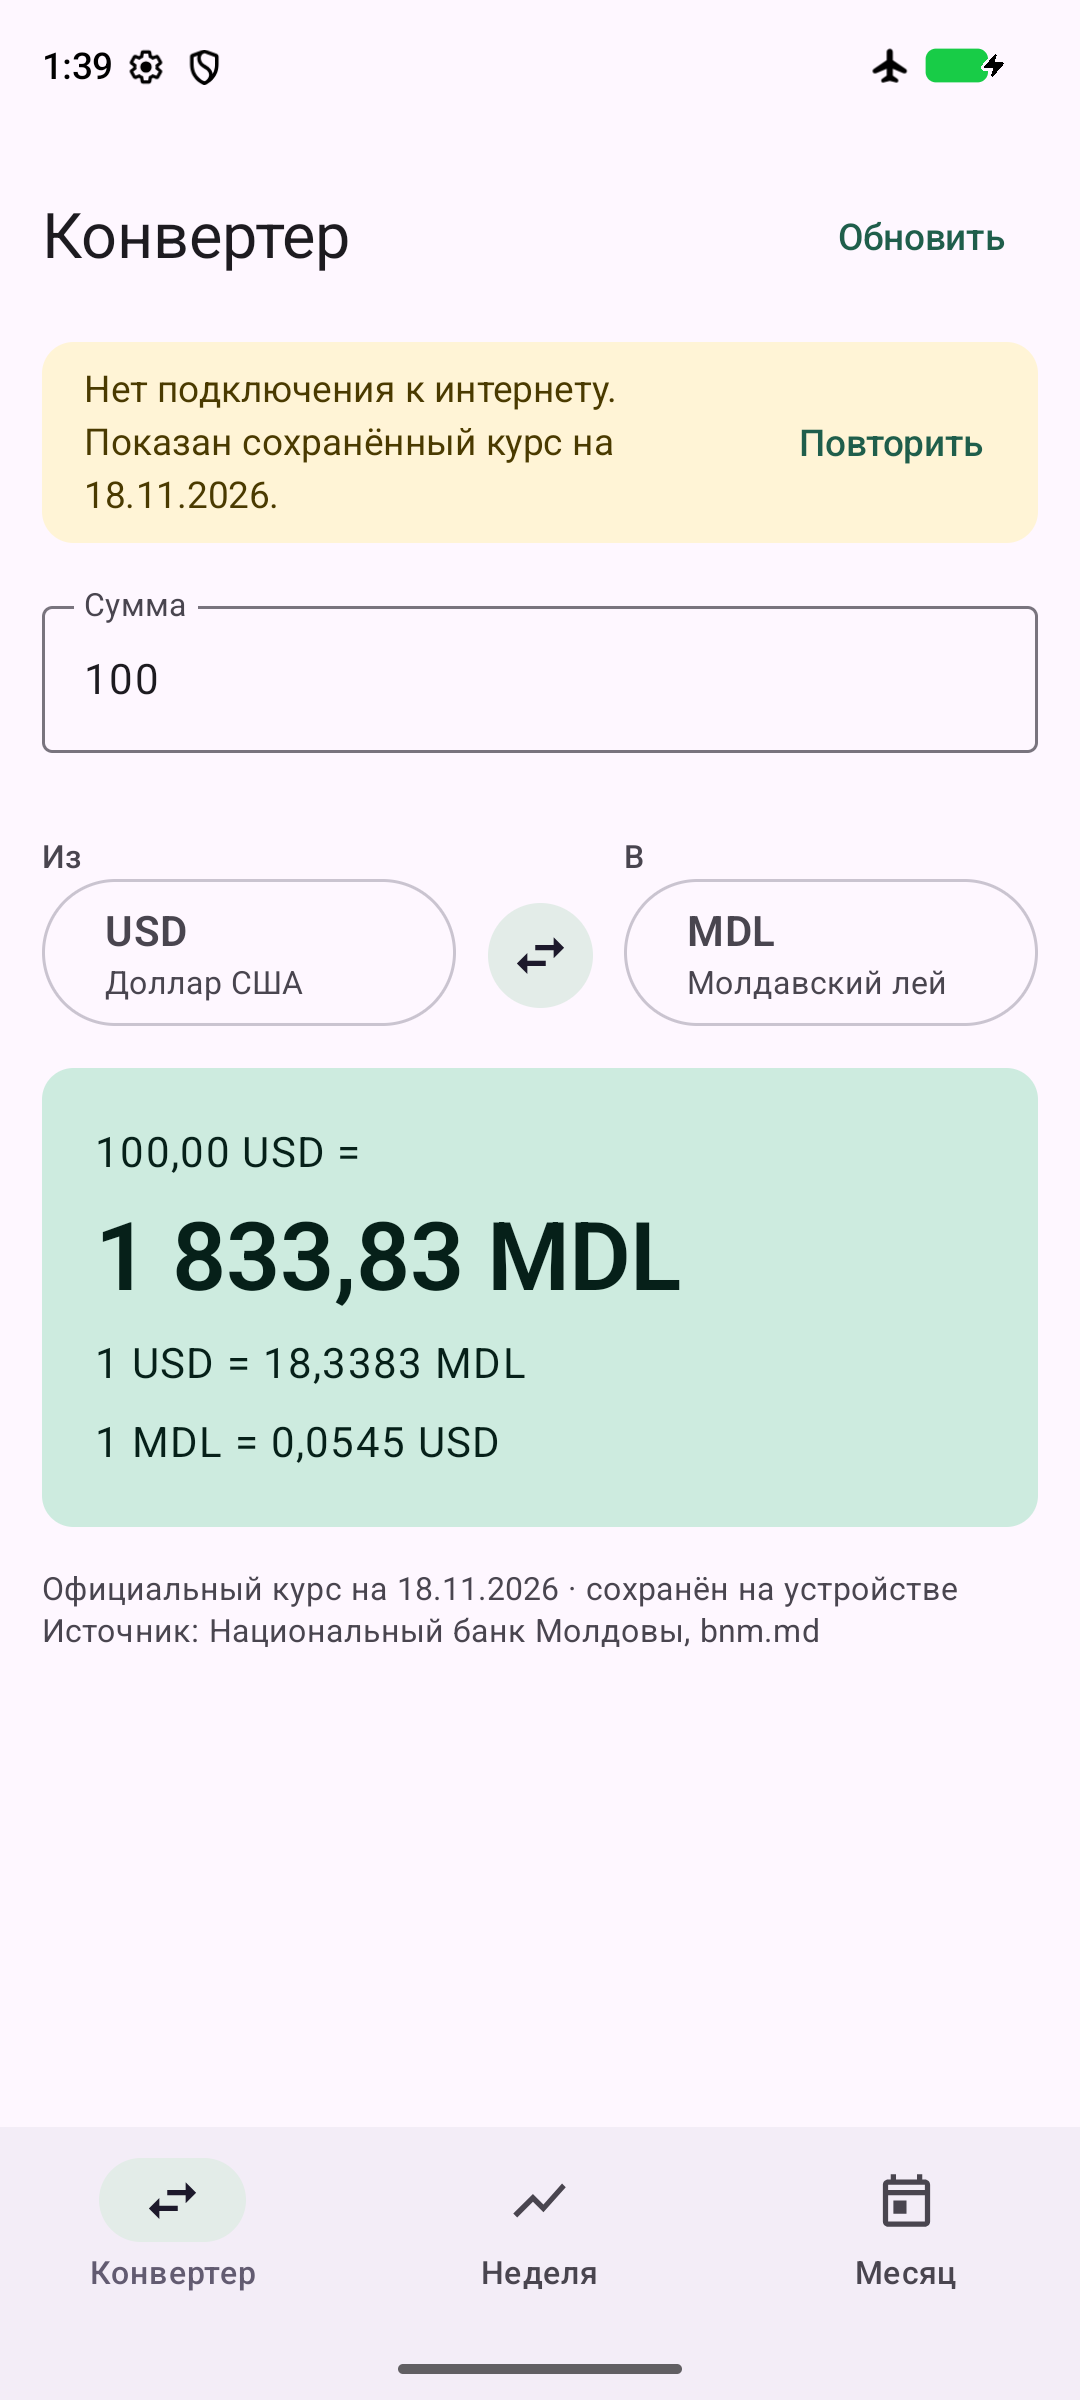 1:39
Конвертер
Обновить
Нет подключения к интернету.
Показан сохранённый курс на
18.11.2026.
Повторить
Сумма
100
Из
В
USD
Доллар США
MDL
Молдавский лей
100,00 USD =
1 833,83 MDL
1 USD = 18,3383 MDL
1 MDL = 0,0545 USD
Официальный курс на 18.11.2026 · сохранён на устройстве
Источник: Национальный банк Молдовы, bnm.md
Конвертер
Неделя
Месяц